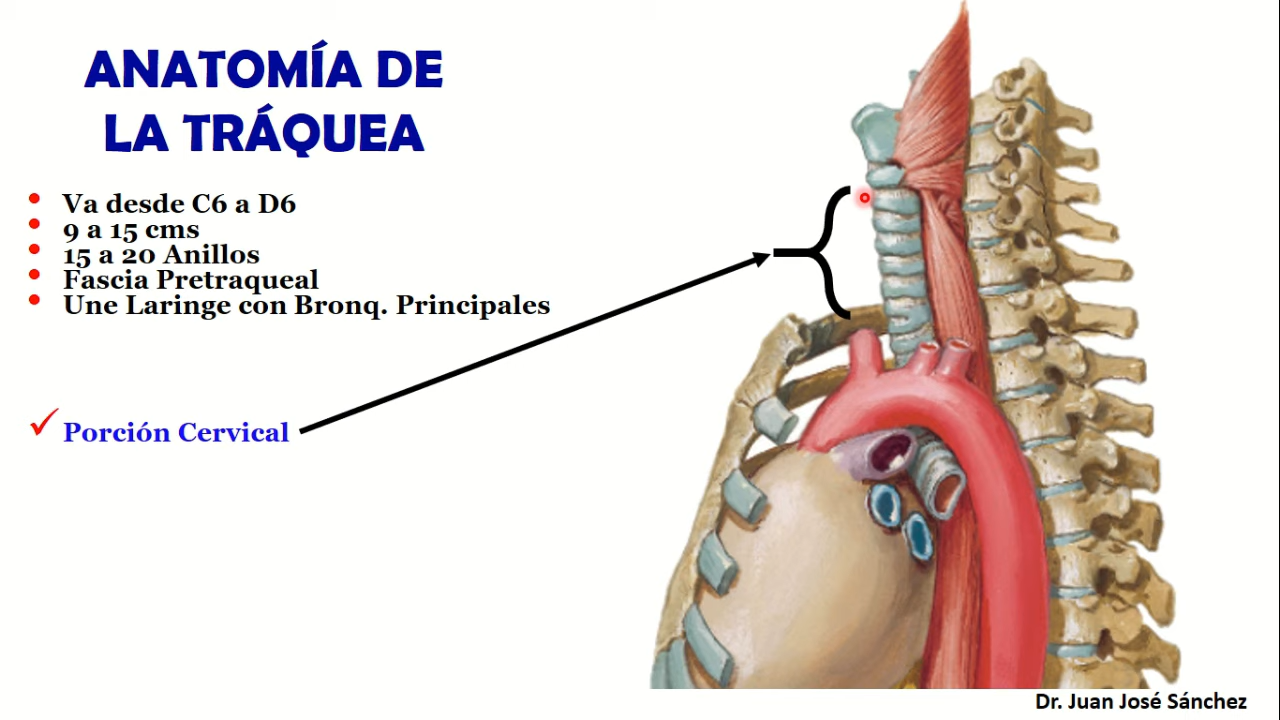 ANATOMÍA DE
LA TRÁQUEA
Va desde C6 a D6
9 a 15 cms
15 a 20 Anillos
Fascia Pretraqueal
Une Laringe con Bronq. Principales
Porción Cervical
Dr. Juan José Sánchez